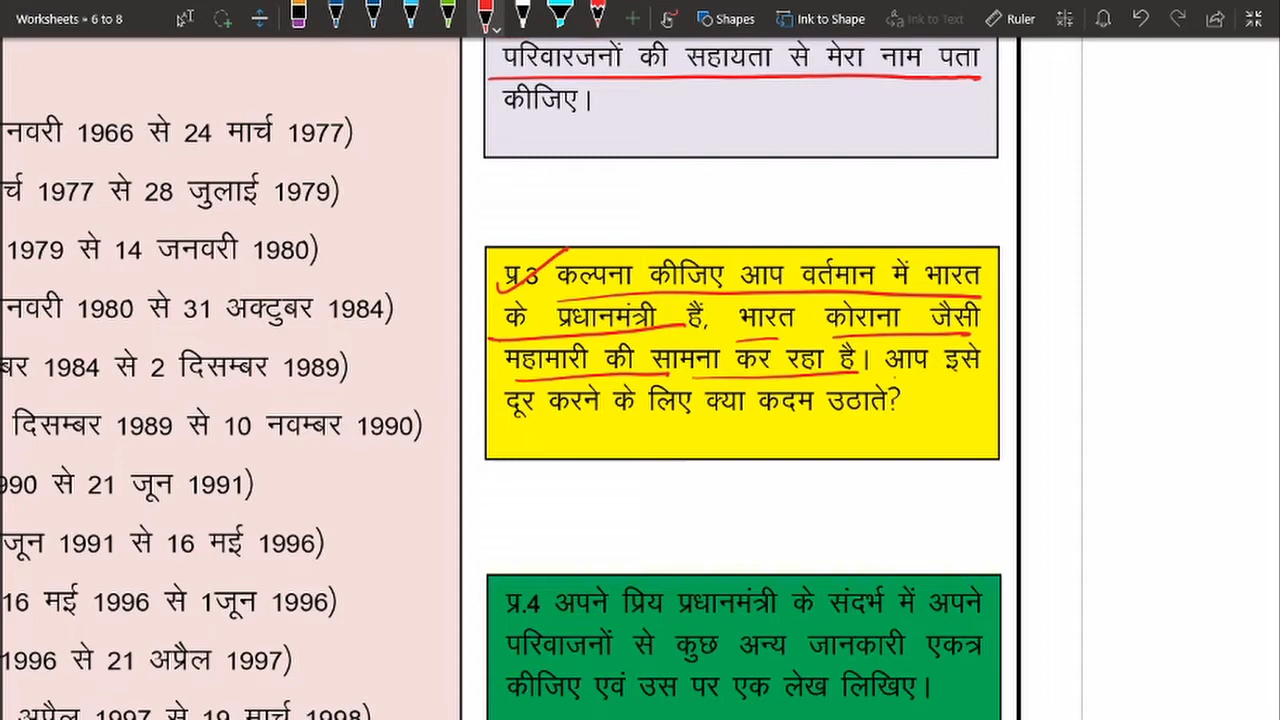 Worksheets = 6 to 8
Shapes
Ink to Shape
Ink to Text
Ruler
नवरी 1966 से 24 मार्च 1977)
र्च 1977 से 28 जुलाई 1979)
1979 से 14 जनवरी 1980)
नवरी 1980 से 31 अक्टुबर 1984)
बर 1984 से 2 दिसम्बर 1989)
दिसम्बर 1989 से 10 नवम्बर 1990)
990 से 21 जून 1991)
जून 1991 से 16 मई 1996)
16 मई 1996 से 1जून 1996)
1996 से 21 अप्रैल 1997)
अप्रैल 1997 से 19 मार्च 1998)
परिवारजनों की सहायता से मेरा नाम पता
कीजिए।
प्र.3 कल्पना कीजिए आप वर्तमान में भारत
के प्रधानमंत्री हैं, भारत कोराना जैसी
महामारी की सामना कर रहा है। आप इसे
दूर करने के लिए क्या कदम उठाते?
प्र.4 अपने प्रिय प्रधानमंत्री के संदर्भ में अपने
परिवाजनों से कुछ अन्य जानकारी एकत्र
कीजिए एवं उस पर एक लेख लिखिए।